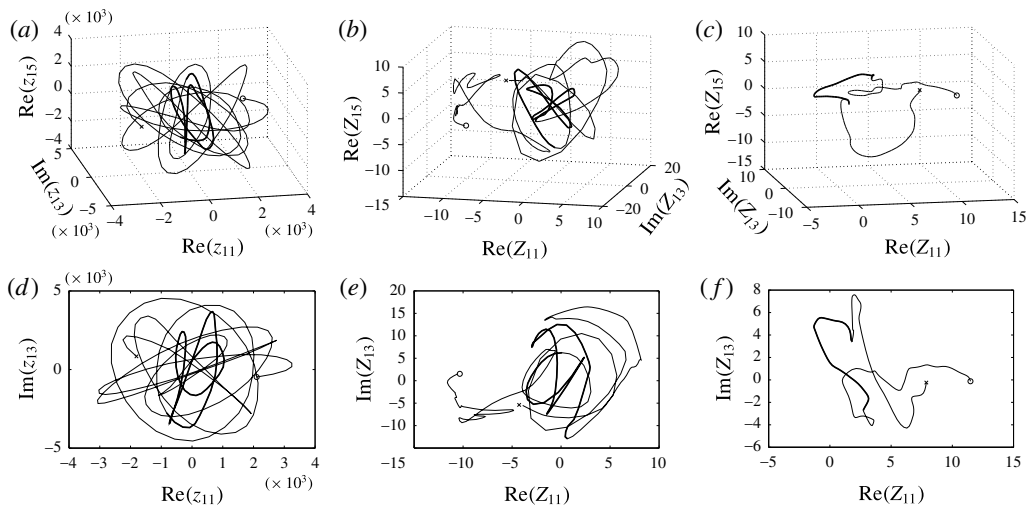 (a)
(× 10³)
4
2
0
−2
−4
5
0
−5
(× 10³)
Re(z₁₅)
Im(z₁₃)
−4
−2
0
2
4
(× 10³)
Re(z₁₁)
(b)
10
5
0
−5
−10
−15
Re(Z₁₅)
−10
−5
0
5
10
Re(Z₁₁)
20
0
−20
Im(Z₁₃)
(c)
15
10
5
0
−5
−10
−15
Re(Z₁₅)
10
0
−10
Im(Z₁₃)
−5
0
5
10
15
Re(Z₁₁)
(d)
(× 10³)
5
0
−5
Im(z₁₃)
−4 −3 −2 −1 0 1 2 3 4
(× 10³)
Re(z₁₁)
(e)
20
15
10
5
0
−5
−10
−15
Im(Z₁₃)
−10 −5 0 5 10
Re(Z₁₁)
(f)
8
6
4
2
0
−2
−4
−6
Im(Z₁₃)
−5 0 5 10 15
Re(Z₁₁)